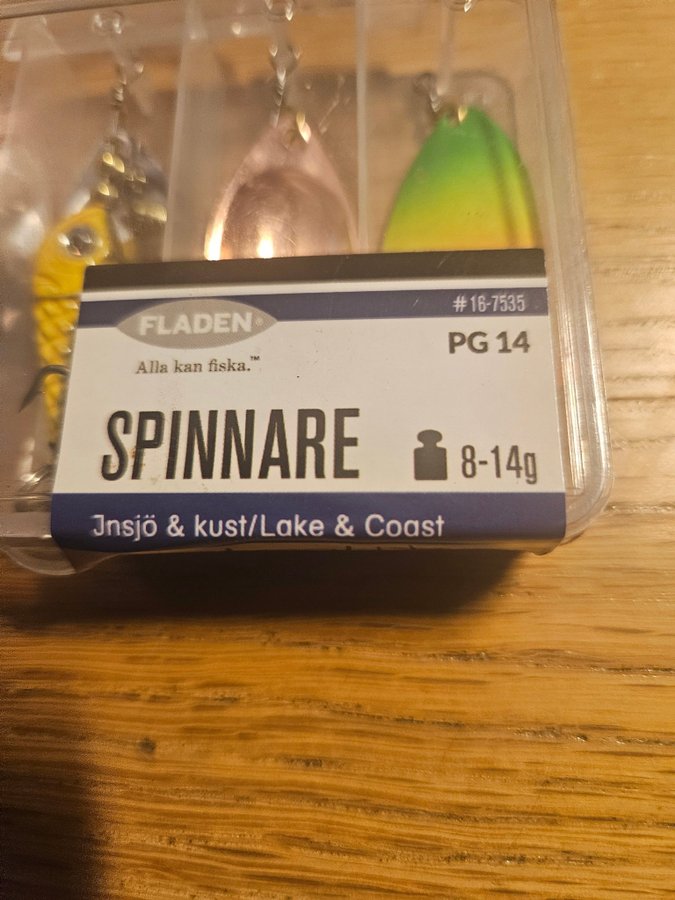 #16-7535
FLADEN®
PG 14
Alla kan fiska.™
SPINNARE
8-14g
Jnsjö & kust/Lake & Coast